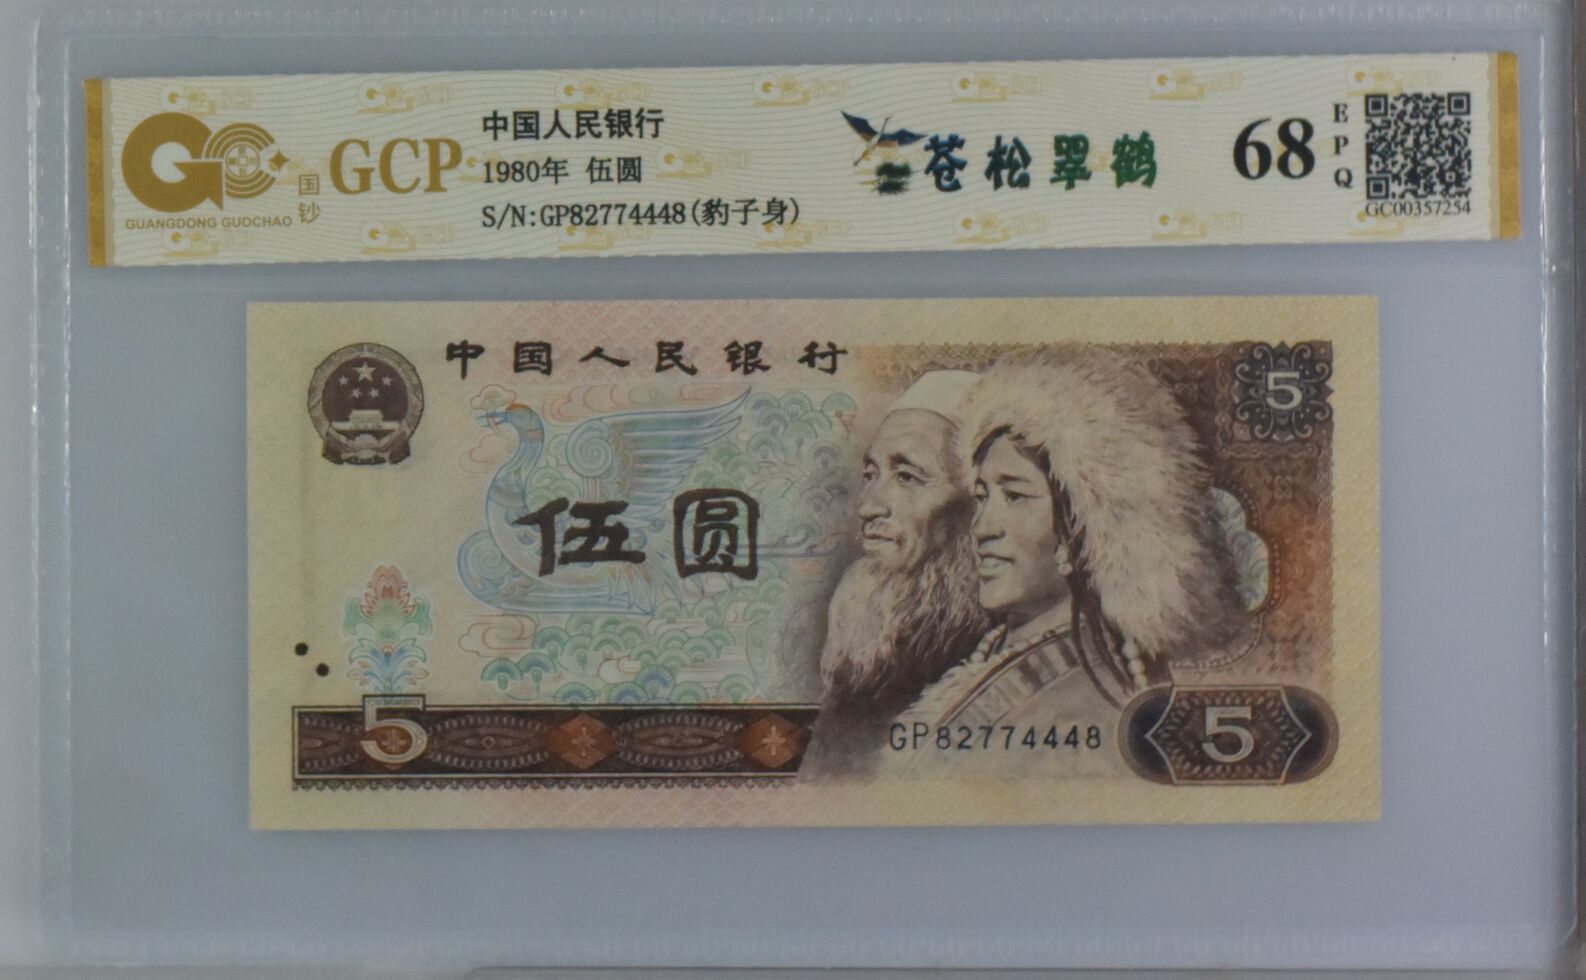 GUANGDONG GUOCHAO
国钞
GCP
中国人民银行
1980年 伍圆
S/N:GP82774448(豹子身)
苍松翠鹤
68
EPQ
GC00357254
中国人民银行
5
伍圆
5
GP82774448
5